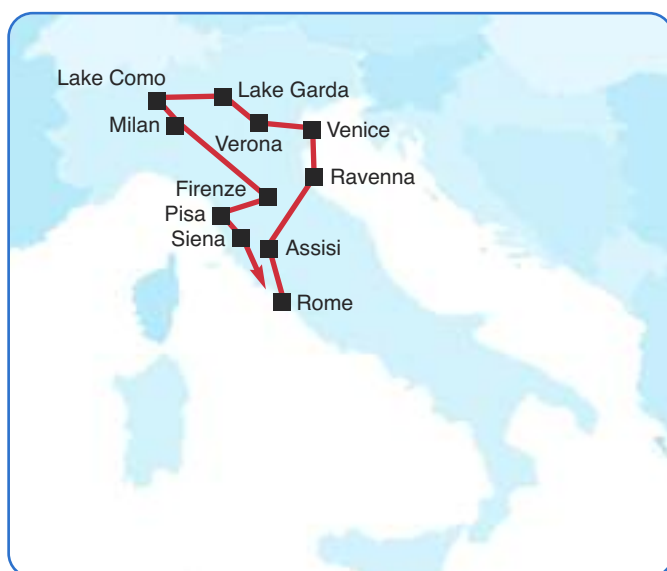 Lake Como
Lake Garda
Milan
Verona
Venice
Firenze
Ravenna
Pisa
Siena
Assisi
Rome